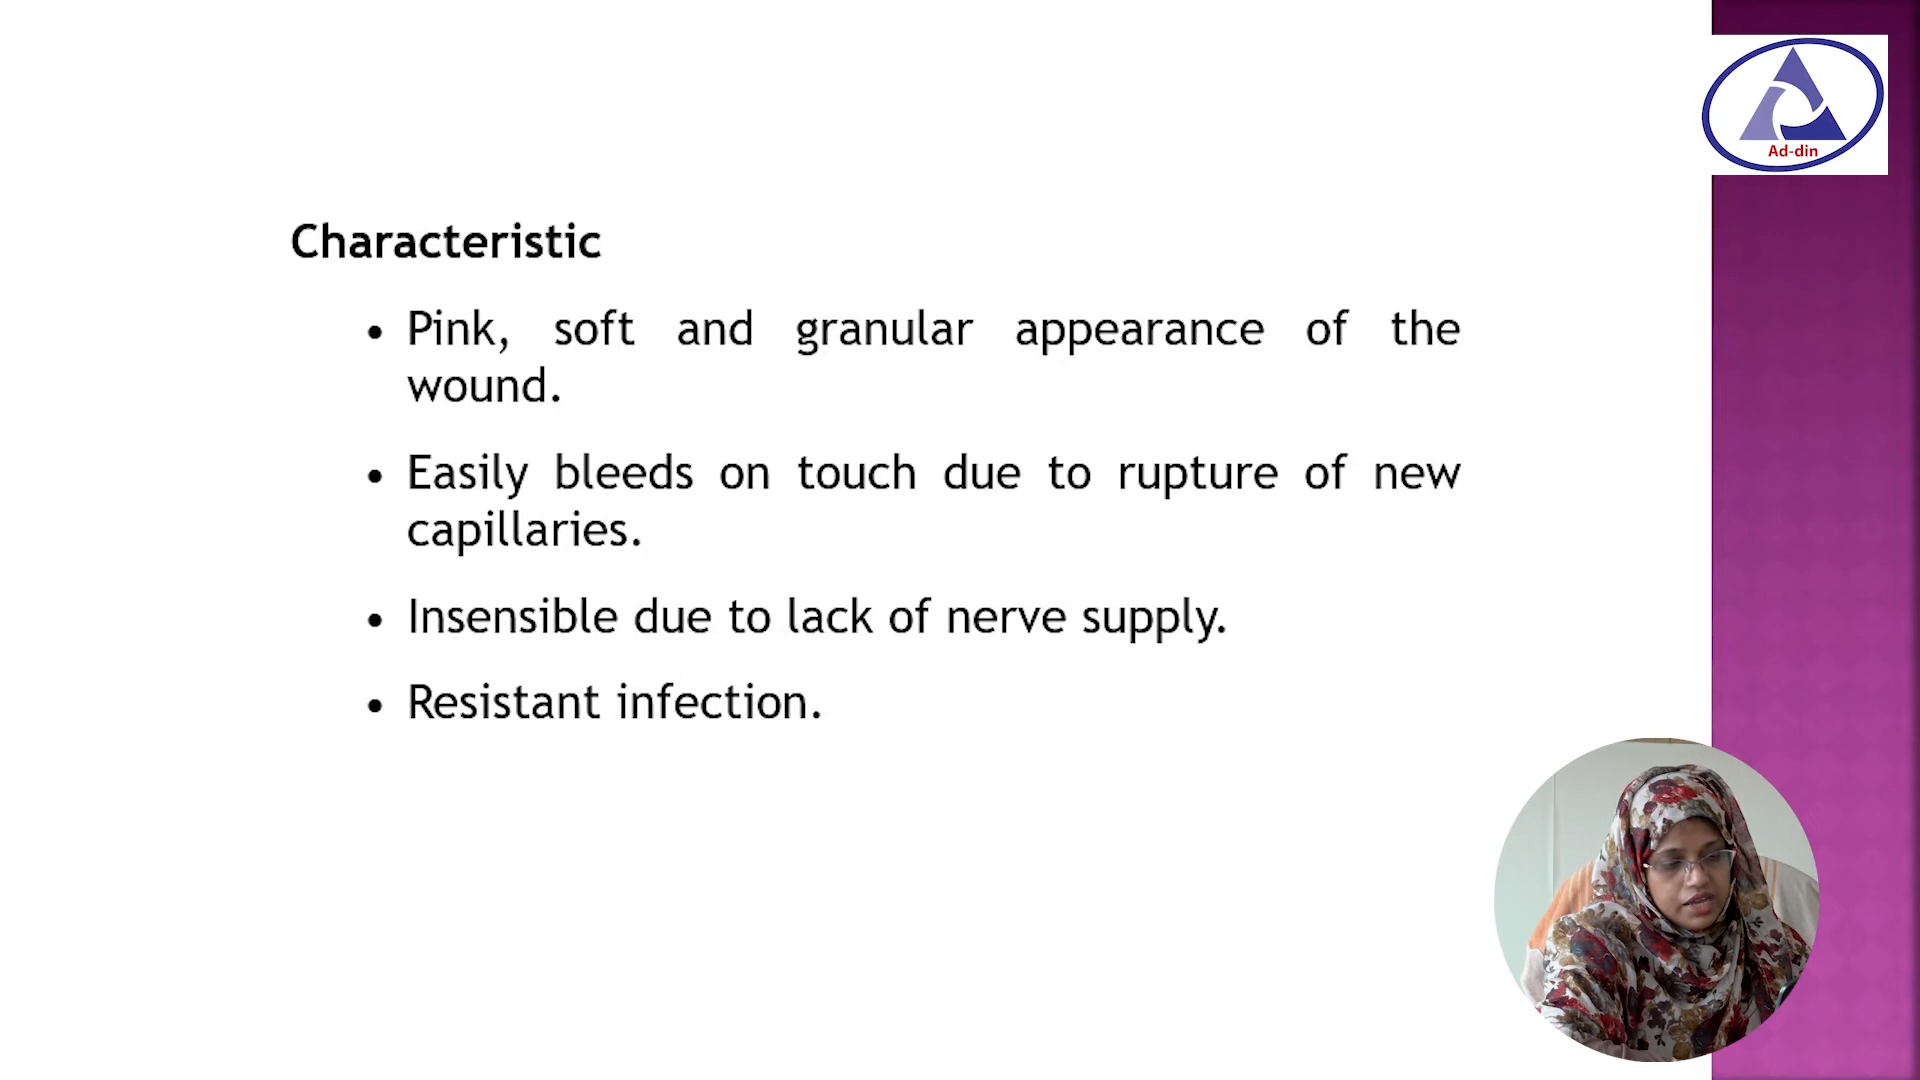 Ad-din
Characteristic
• Pink, soft and granular appearance of the
wound.
• Easily bleeds on touch due to rupture of new
capillaries.
• Insensible due to lack of nerve supply.
• Resistant infection.